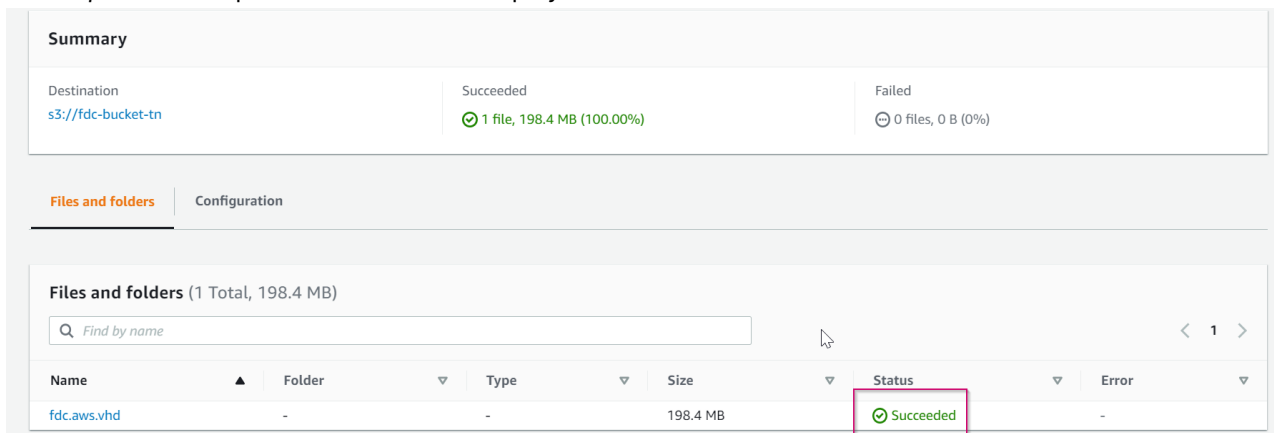 Summary
Destination
Succeeded
Failed
s3://fdc-bucket-tn
1 file, 198.4 MB (100.00%)
0 files, 0 B (0%)
Files and folders
Configuration
Files and folders (1 Total, 198.4 MB)
Find by name
1
Name
Folder
Type
Size
Status
Error
fdc.aws.vhd
-
-
198.4 MB
Succeeded
-